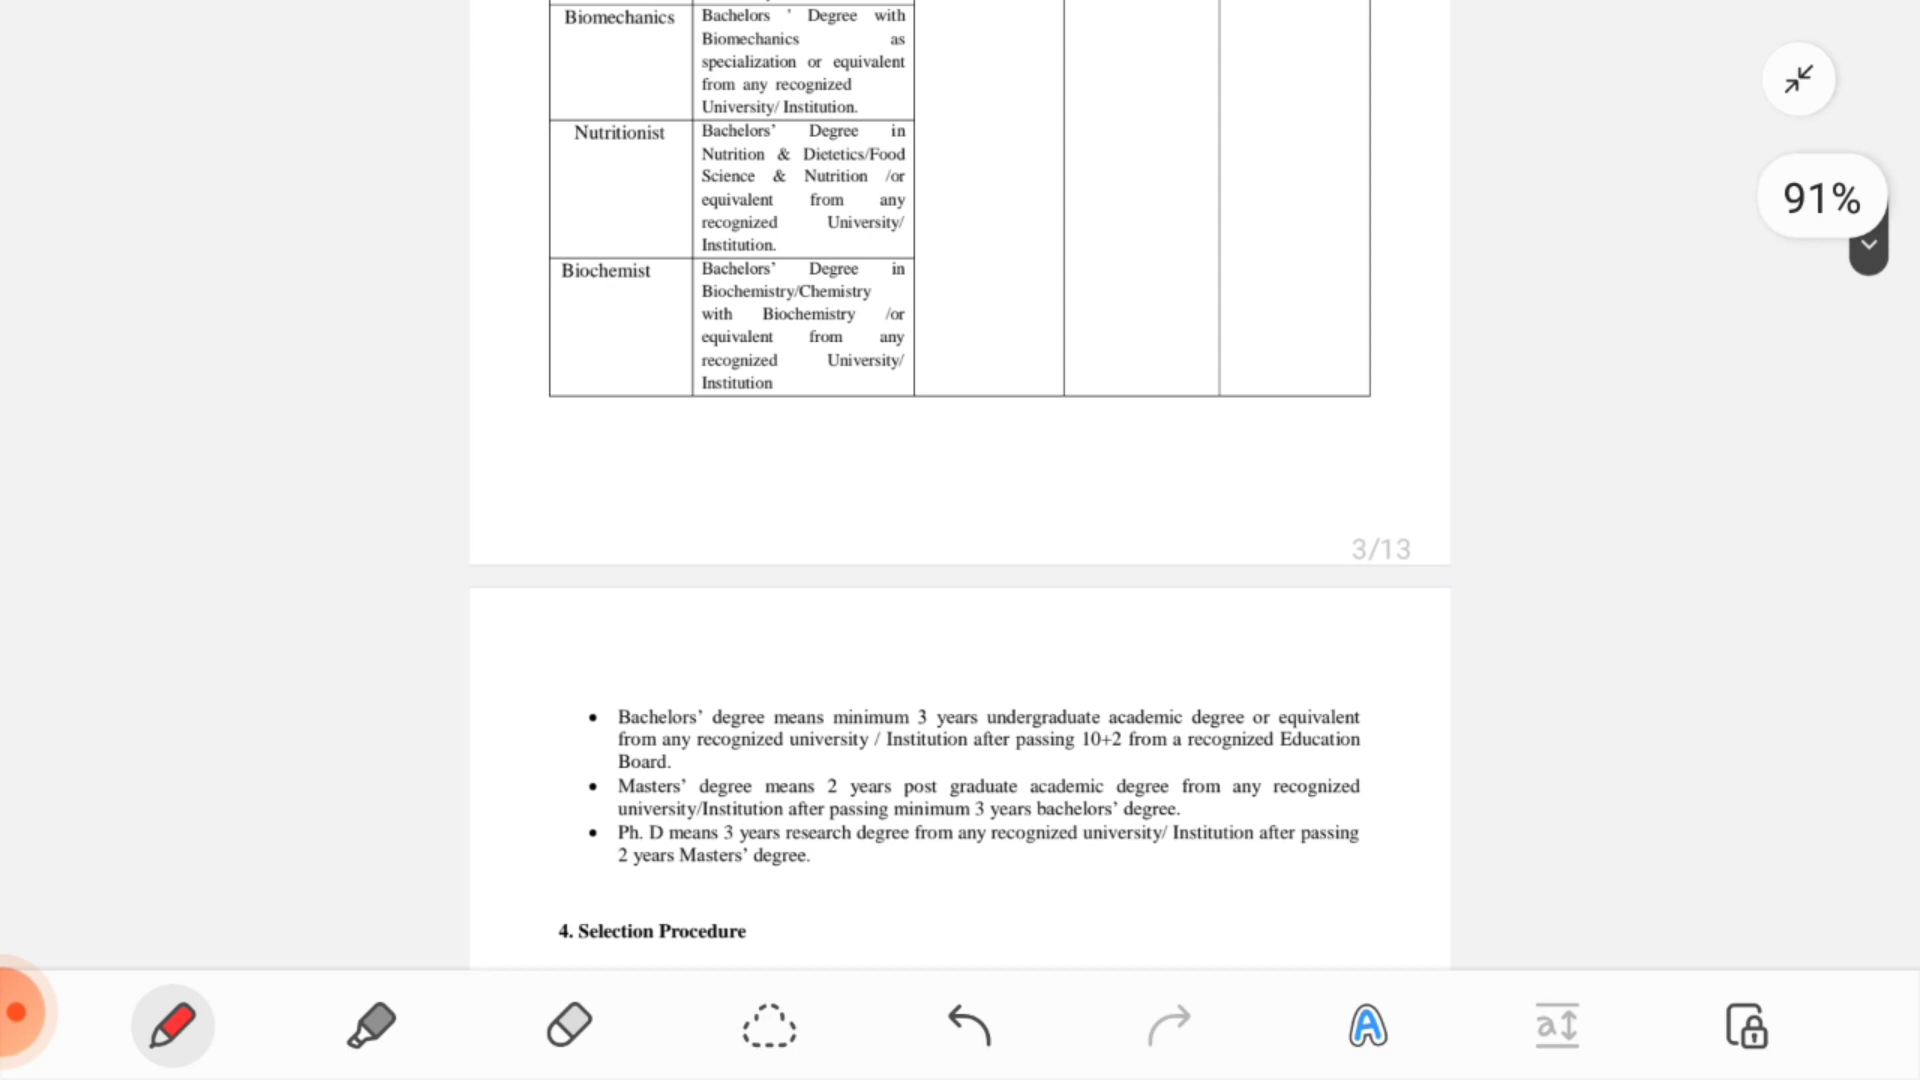 Biomechanics
Bachelors ’ Degree with
Biomechanics as
specialization or equivalent
from any recognized
University/ Institution.
Nutritionist
Bachelors’ Degree in
Nutrition & Dietetics/Food
Science & Nutrition /or
equivalent from any
recognized University/
Institution.
Biochemist
Bachelors’ Degree in
Biochemistry/Chemistry
with Biochemistry /or
equivalent from any
recognized University/
Institution
91%
3/13
• Bachelors’ degree means minimum 3 years undergraduate academic degree or equivalent
from any recognized university / Institution after passing 10+2 from a recognized Education
Board.
• Masters’ degree means 2 years post graduate academic degree from any recognized
university/Institution after passing minimum 3 years bachelors’ degree.
• Ph. D means 3 years research degree from any recognized university/ Institution after passing
2 years Masters’ degree.
4. Selection Procedure
A
a